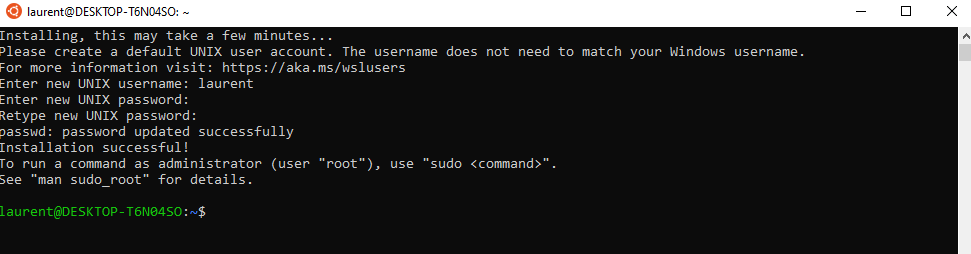 laurent@DESKTOP-T6N04SO: ~
Installing, this may take a few minutes...
Please create a default UNIX user account. The username does not need to match your Windows username.
For more information visit: https://aka.ms/wslusers
Enter new UNIX username: laurent
Enter new UNIX password:
Retype new UNIX password:
passwd: password updated successfully
Installation successful!
To run a command as administrator (user "root"), use "sudo <command>".
See "man sudo_root" for details.
laurent@DESKTOP-T6N04SO:~$